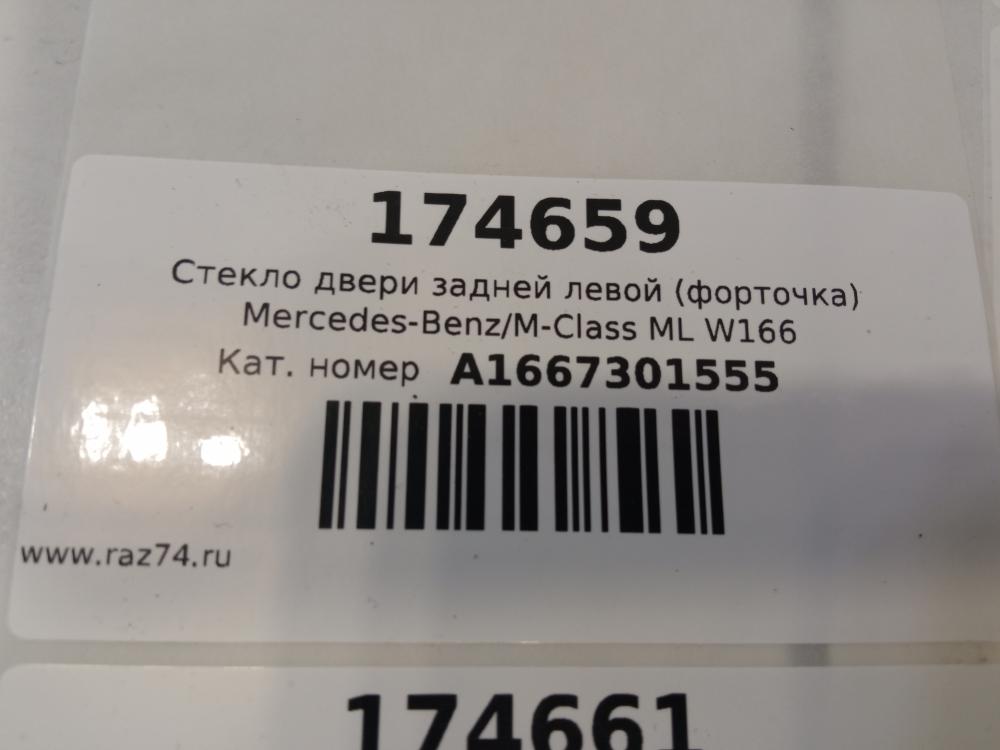 174659
Стекло двери задней левой (форточка)
Mercedes-Benz/M-Class ML W166
Кат. номер A1667301555
www.raz74.ru
174661